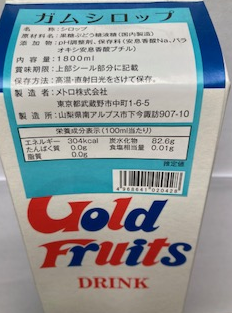 ガムシロップ
名 称:シロップ
原材料名:果糖ぶどう糖液糖(国内製造)
添 加 物:pH調整剤、保存料(安息香酸Na、パラ
オキシ安息香酸ブチル)
内 容 量:1800ml
賞味期限:上部シール部分に記載
保存方法:高温・直射日光をさけて保存。
製 造 者:メトロ株式会社
東京都武蔵野市中町1-6-5
製 造 所:山梨県南アルプス市下今諏訪907-10
栄養成分表示(100ml当たり)
エネルギー 304kcal 炭水化物 82.6g
たんぱく質 0.0g 食塩相当量 0.01g
脂質 0.0g
推定値
Gold
Fruits
DRINK